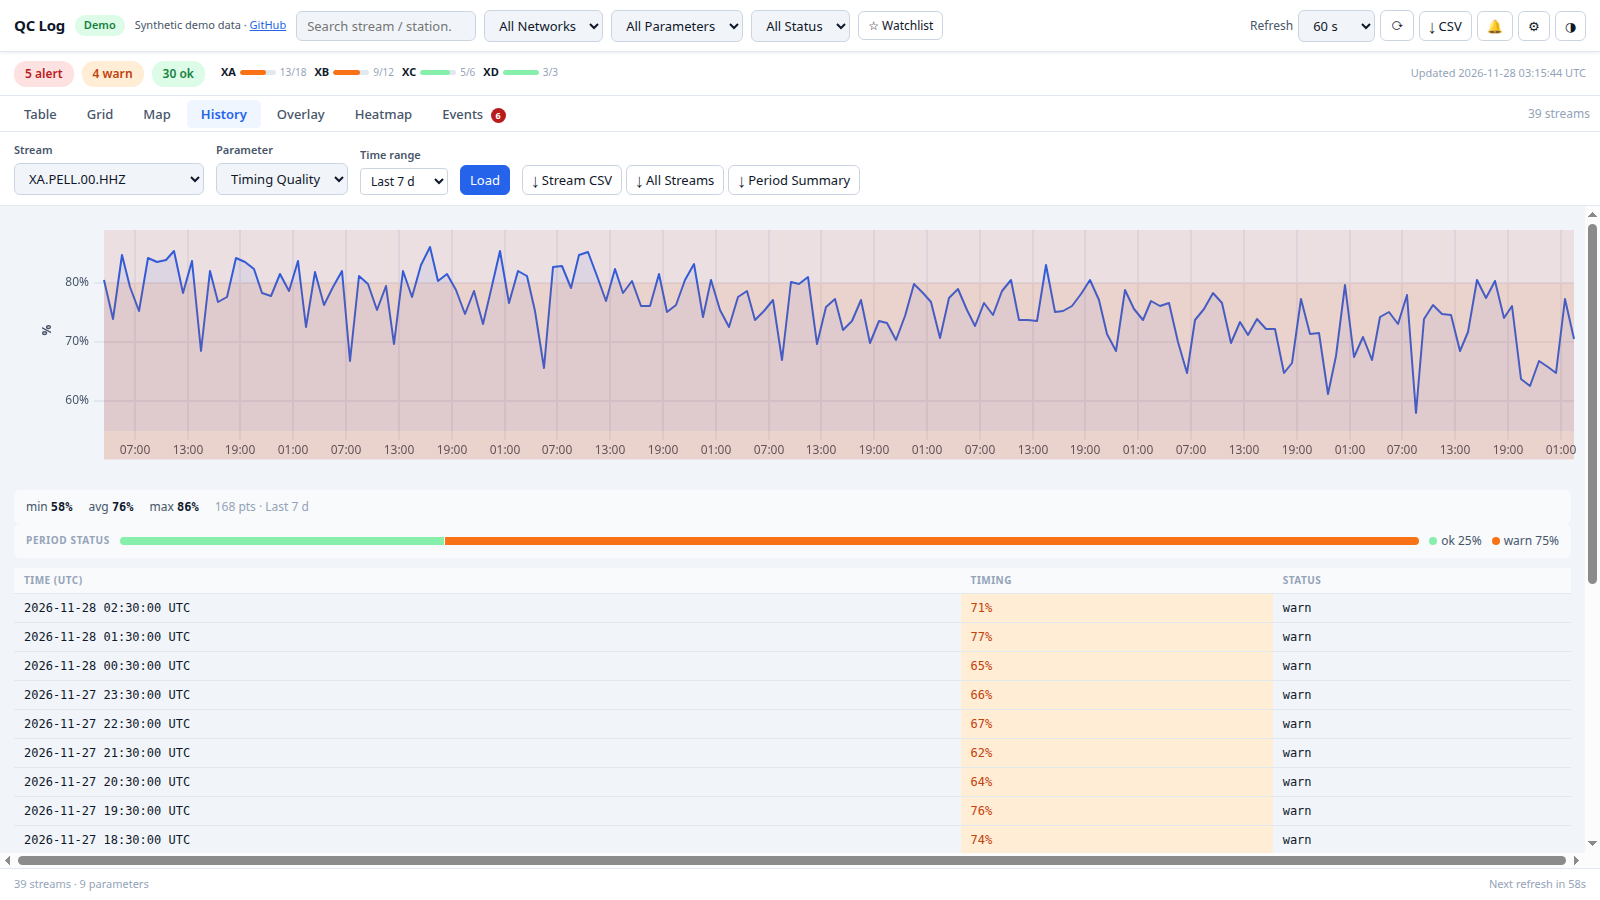 QC Log Demo Synthetic demo data · GitHub Search stream / station. All Networks All Parameters All Status ☆ Watchlist Refresh 60 s ⟳ ↓ CSV 🔔 ⚙ ◑
5 alert 4 warn 30 ok XA 13/18 XB 9/12 XC 5/6 XD 3/3 Updated 2026-11-28 03:15:44 UTC
Table Grid Map History Overlay Heatmap Events 6 39 streams
Stream Parameter Time range
XA.PELL.00.HHZ Timing Quality Last 7 d Load ↓ Stream CSV ↓ All Streams ↓ Period Summary
80%
%
70%
60%
07:00 13:00 19:00 01:00 07:00 13:00 19:00 01:00 07:00 13:00 19:00 01:00 07:00 13:00 19:00 01:00 07:00 13:00 19:00 01:00 07:00 13:00 19:00 01:00 07:00 13:00 19:00 01:00
min 58% avg 76% max 86% 168 pts · Last 7 d
PERIOD STATUS ok 25% warn 75%
TIME (UTC) TIMING STATUS
2026-11-28 02:30:00 UTC 71% warn
2026-11-28 01:30:00 UTC 77% warn
2026-11-28 00:30:00 UTC 65% warn
2026-11-27 23:30:00 UTC 66% warn
2026-11-27 22:30:00 UTC 67% warn
2026-11-27 21:30:00 UTC 62% warn
2026-11-27 20:30:00 UTC 64% warn
2026-11-27 19:30:00 UTC 76% warn
2026-11-27 18:30:00 UTC 74% warn
39 streams · 9 parameters Next refresh in 58s